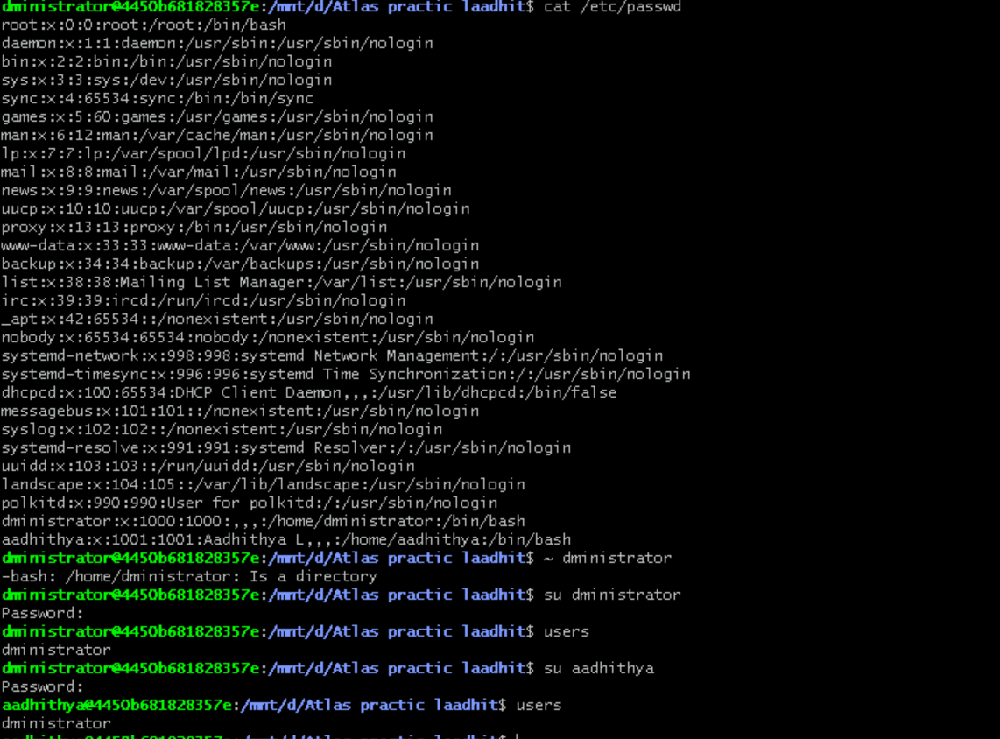 dministrator@4450b681828357e:/mnt/d/Atlas practic laadhit$ cat /etc/passwd
root:x:0:0:root:/root:/bin/bash
daemon:x:1:1:daemon:/usr/sbin:/usr/sbin/nologin
bin:x:2:2:bin:/bin:/usr/sbin/nologin
sys:x:3:3:sys:/dev:/usr/sbin/nologin
sync:x:4:65534:sync:/bin:/bin/sync
games:x:5:60:games:/usr/games:/usr/sbin/nologin
man:x:6:12:man:/var/cache/man:/usr/sbin/nologin
lp:x:7:7:lp:/var/spool/lpd:/usr/sbin/nologin
mail:x:8:8:mail:/var/mail:/usr/sbin/nologin
news:x:9:9:news:/var/spool/news:/usr/sbin/nologin
uucp:x:10:10:uucp:/var/spool/uucp:/usr/sbin/nologin
proxy:x:13:13:proxy:/bin:/usr/sbin/nologin
www-data:x:33:33:www-data:/var/www:/usr/sbin/nologin
backup:x:34:34:backup:/var/backups:/usr/sbin/nologin
list:x:38:38:Mailing List Manager:/var/list:/usr/sbin/nologin
irc:x:39:39:ircd:/run/ircd:/usr/sbin/nologin
_apt:x:42:65534::/nonexistent:/usr/sbin/nologin
nobody:x:65534:65534:nobody:/nonexistent:/usr/sbin/nologin
systemd-network:x:998:998:systemd Network Management:/:/usr/sbin/nologin
systemd-timesync:x:996:996:systemd Time Synchronization:/:/usr/sbin/nologin
dhcpcd:x:100:65534:DHCP Client Daemon,,,:/usr/lib/dhcpcd:/bin/false
messagebus:x:101:101::/nonexistent:/usr/sbin/nologin
syslog:x:102:102::/nonexistent:/usr/sbin/nologin
systemd-resolve:x:991:991:systemd Resolver:/:/usr/sbin/nologin
uuidd:x:103:103::/run/uuidd:/usr/sbin/nologin
landscape:x:104:105::/var/lib/landscape:/usr/sbin/nologin
polkitd:x:990:990:User for polkitd:/:/usr/sbin/nologin
dministrator:x:1000:1000:,,,:/home/dministrator:/bin/bash
aadhithya:x:1001:1001:Aadhithya L,,,:/home/aadhithya:/bin/bash
dministrator@4450b681828357e:/mnt/d/Atlas practic laadhit$ ~ dministrator
-bash: /home/dministrator: Is a directory
dministrator@4450b681828357e:/mnt/d/Atlas practic laadhit$ su dministrator
Password:
dministrator@4450b681828357e:/mnt/d/Atlas practic laadhit$ users
dministrator
dministrator@4450b681828357e:/mnt/d/Atlas practic laadhit$ su aadhithya
Password:
aadhithya@4450b681828357e:/mnt/d/Atlas practic laadhit$ users
dministrator